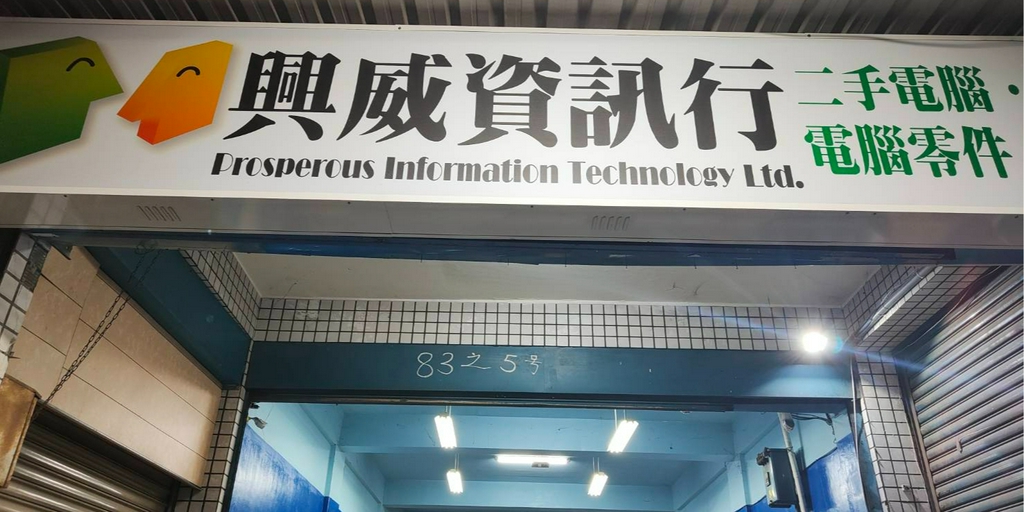 興威資訊行
Prosperous Information Technology Ltd.
二手電腦·
電腦零件
83之5号